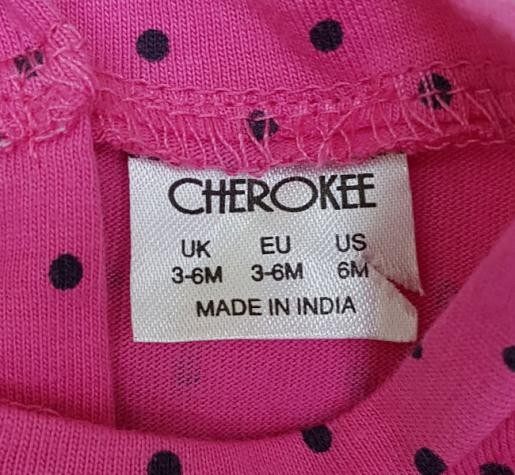 CHEROKEE
UK EU US
3-6M 3-6M 6M
MADE IN INDIA